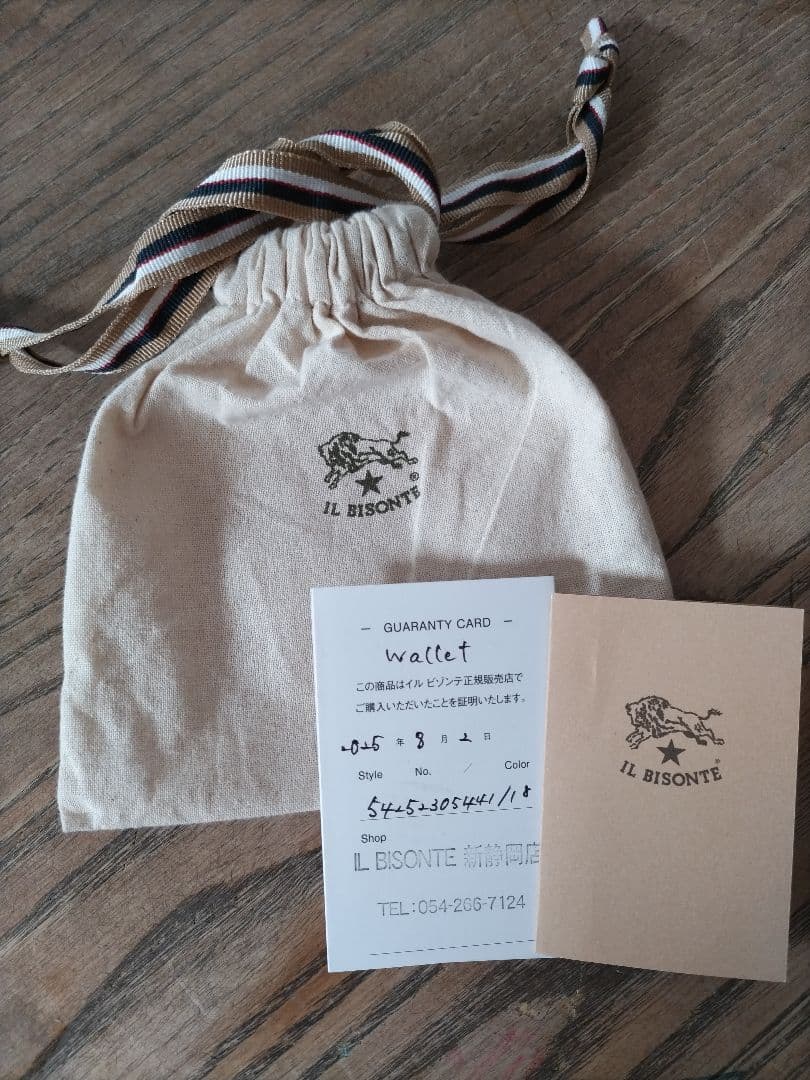 IL BISONTE®
— GUARANTY CARD —
wallet
この商品はイル ビゾンテ正規販売店で
ご購入いただいたことを証明いたします。
2025 年 8 月 2 日
Style No. / Color
54252305441/18
Shop
IL BISONTE 新静岡店
TEL:054-266-7124
IL BISONTE®